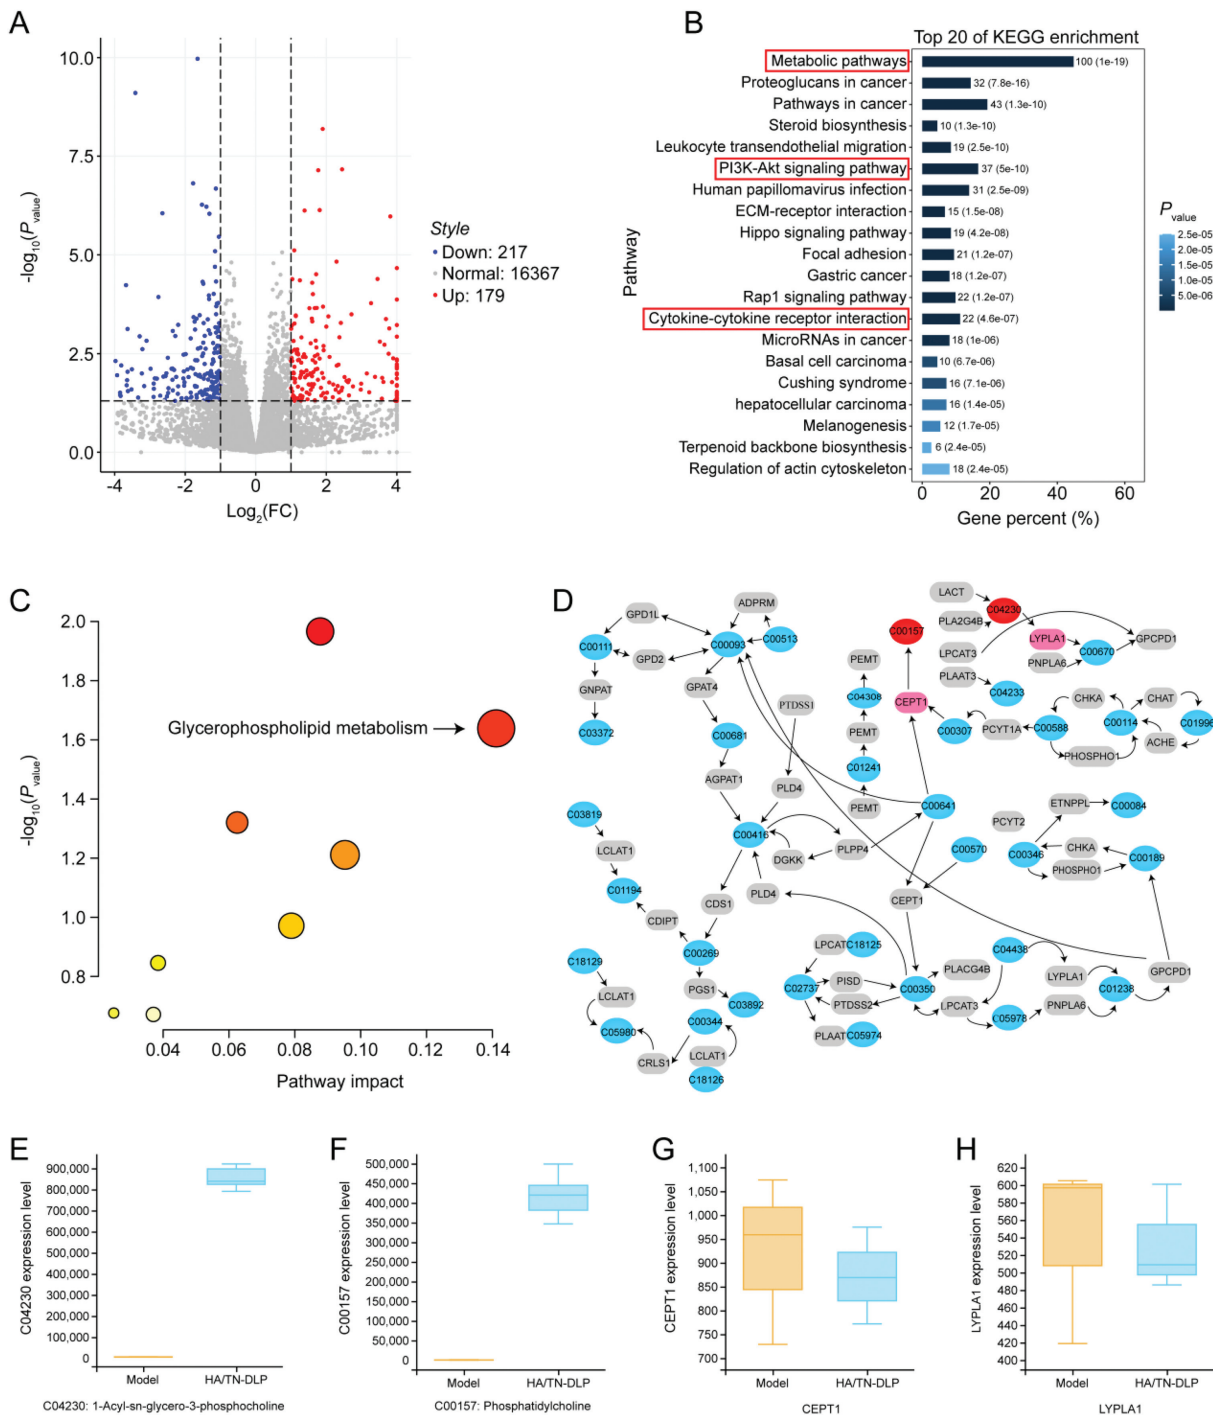 A
10.0
7.5
5.0
2.5
0.0
-log10(Pvalue)
-4
-2
0
2
4
Log2(FC)
Style
Down: 217
Normal: 16367
Up: 179
B
Top 20 of KEGG enrichment
Pathway
Metabolic pathways 100 (1e-19)
Proteoglucans in cancer 32 (7.8e-16)
Pathways in cancer 43 (1.3e-10)
Steroid biosynthesis 10 (1.3e-10)
Leukocyte transendothelial migration 19 (2.5e-10)
PI3K-Akt signaling pathway 37 (5e-10)
Human papillomavirus infection 31 (2.5e-09)
ECM-receptor interaction 15 (1.5e-08)
Hippo signaling pathway 19 (4.2e-08)
Focal adhesion 21 (1.2e-07)
Gastric cancer 18 (1.2e-07)
Rap1 signaling pathway 22 (1.2e-07)
Cytokine-cytokine receptor interaction 22 (4.6e-07)
MicroRNAs in cancer 18 (1e-06)
Basal cell carcinoma 10 (6.7e-06)
Cushing syndrome 16 (7.1e-06)
hepatocellular carcinoma 16 (1.4e-05)
Melanogenesis 12 (1.7e-05)
Terpenoid backbone biosynthesis 6 (2.4e-05)
Regulation of actin cytoskeleton 18 (2.4e-05)
0
20
40
60
Gene percent (%)
Pvalue
2.5e-05
2.0e-05
1.5e-05
1.0e-05
5.0e-06
C
2.0
1.8
1.6
1.4
1.2
1.0
0.8
-log10(Pvalue)
Glycerophospholipid metabolism
0.04
0.06
0.08
0.10
0.12
0.14
Pathway impact
D
GPD1L
ADPRM
C00111
C00093
C00513
GPD2
GNPAT
GPAT4
C03372
C00681
PTDSS1
AGPAT1
PLD4
C03819
C00416
LCLAT1
DGKK
PLPP4
C01194
CDS1
PLD4
CDIPT
C00269
C18129
PGS1
LCLAT1
C03892
C05980
C00344
CRLS1
LCLAT1
C18126
LACT
C04230
C00157
PLA2G4B
LYPLA1
GPCPD1
LPCAT3
C00670
PEMT
PNPLA6
PLAAT3
C04308
C04233
CEPT1
CHKA
CHAT
PEMT
C00307
PCYT1A
C00588
C00114
C01996
C01241
PHOSPHO1
ACHE
PEMT
C00641
ETNPPL
C00084
PCYT2
C00570
C00346
CHKA
C00189
PHOSPHO1
CEPT1
LPCAT
C18125
C04438
C02737
PISD
C00350
PLACG4B
LYPLA1
GPCPD1
PTDSS2
LPCAT3
C01238
PNPLA6
C05978
PLAAT
C05974
E
900,000
800,000
700,000
600,000
500,000
400,000
300,000
200,000
100,000
0
C04230 expression level
Model
HA/TN-DLP
C04230: 1-Acyl-sn-glycero-3-phosphocholine
F
500,000
450,000
400,000
350,000
300,000
250,000
200,000
150,000
100,000
50,000
0
C00157 expression level
Model
HA/TN-DLP
C00157: Phosphatidylcholine
G
1,100
1,050
1,000
950
900
850
800
750
700
CEPT1 expression level
Model
HA/TN-DLP
CEPT1
H
620
600
580
560
540
520
500
480
460
440
420
400
LYPLA1 expression level
Model
HA/TN-DLP
LYPLA1